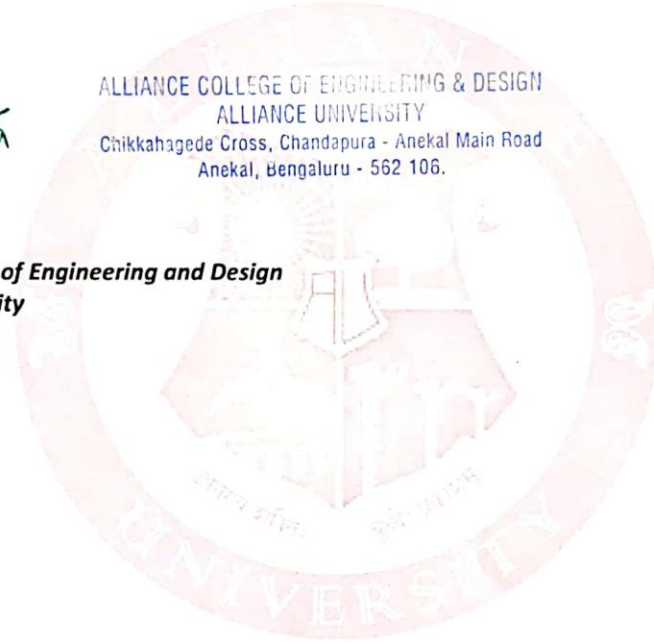 ALLIANCE COLLEGE OF ENGINEERING & DESIGN
ALLIANCE UNIVERSITY
Chikkahagede Cross, Chandapura - Anekal Main Road
Anekal, Bengaluru - 562 106.
of Engineering and Design
ity
UNIVERSITY